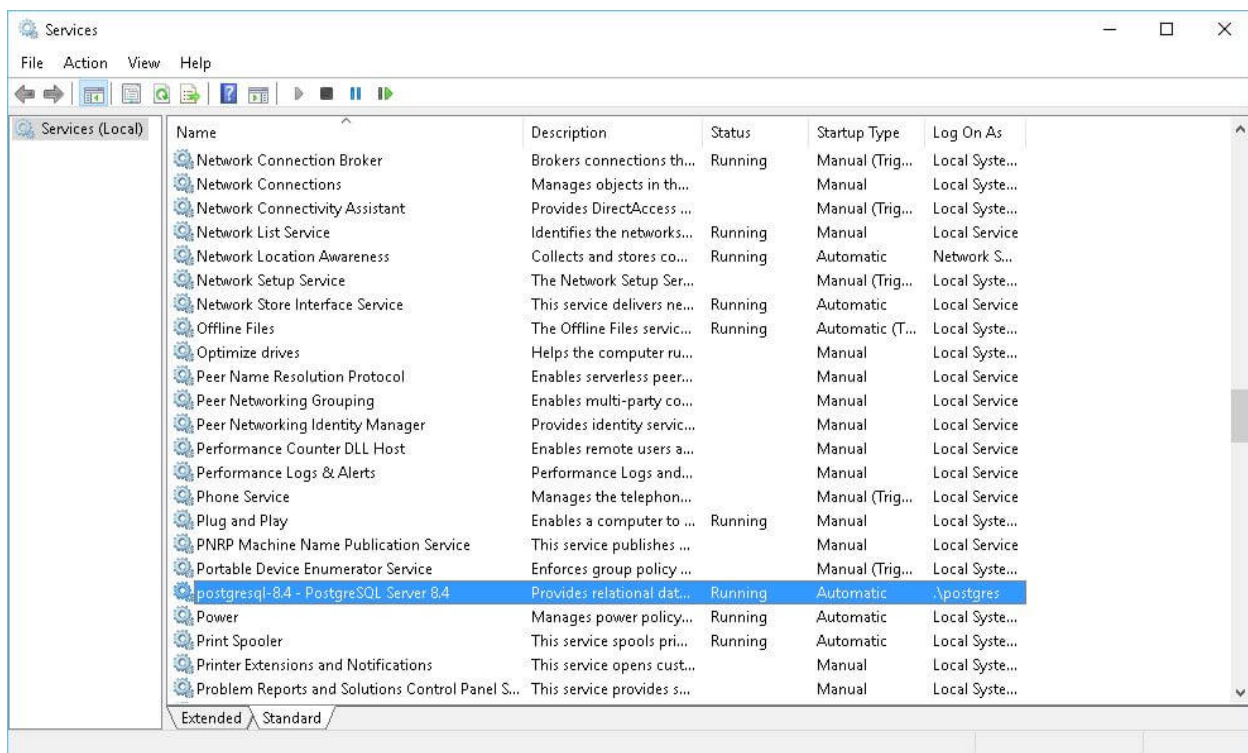 Services
File Action View Help
Services (Local)
Name Description Status Startup Type Log On As
Network Connection Broker Brokers connections th... Running Manual (Trig... Local Syste...
Network Connections Manages objects in th... Manual Local Syste...
Network Connectivity Assistant Provides DirectAccess ... Manual (Trig... Local Syste...
Network List Service Identifies the networks... Running Manual Local Service
Network Location Awareness Collects and stores co... Running Automatic Network S...
Network Setup Service The Network Setup Ser... Manual (Trig... Local Syste...
Network Store Interface Service This service delivers ne... Running Automatic Local Service
Offline Files The Offline Files servic... Running Automatic (T... Local Syste...
Optimize drives Helps the computer ru... Manual Local Syste...
Peer Name Resolution Protocol Enables serverless peer... Manual Local Service
Peer Networking Grouping Enables multi-party co... Manual Local Service
Peer Networking Identity Manager Provides identity servic... Manual Local Service
Performance Counter DLL Host Enables remote users a... Manual Local Service
Performance Logs & Alerts Performance Logs and... Manual Local Service
Phone Service Manages the telephon... Manual (Trig... Local Service
Plug and Play Enables a computer to ... Running Manual Local Syste...
PNRP Machine Name Publication Service This service publishes ... Manual Local Service
Portable Device Enumerator Service Enforces group policy ... Manual (Trig... Local Syste...
postgresql-8.4 - PostgreSQL Server 8.4 Provides relational dat... Running Automatic .\postgres
Power Manages power policy... Running Automatic Local Syste...
Print Spooler This service spools pri... Running Automatic Local Syste...
Printer Extensions and Notifications This service opens cust... Manual Local Syste...
Problem Reports and Solutions Control Panel S... This service provides s... Manual Local Syste...
Extended Standard